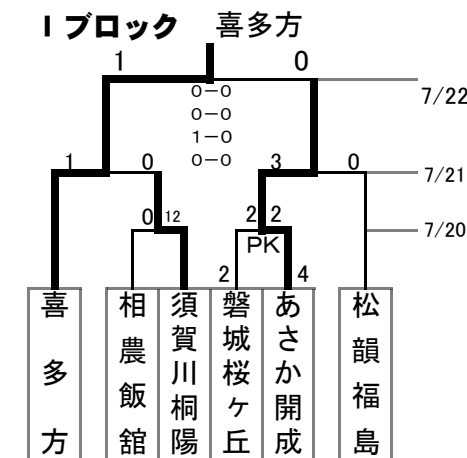 Ｉブロック 喜多方
1 0
0−0
0−0
1−0
0−0
7/22
1 0 3 0
7/21
0 12 2 2
7/20
PK
2 4
喜多方
相農飯舘
須賀川桐陽
磐城桜ヶ丘
あさか開成
松韻福島